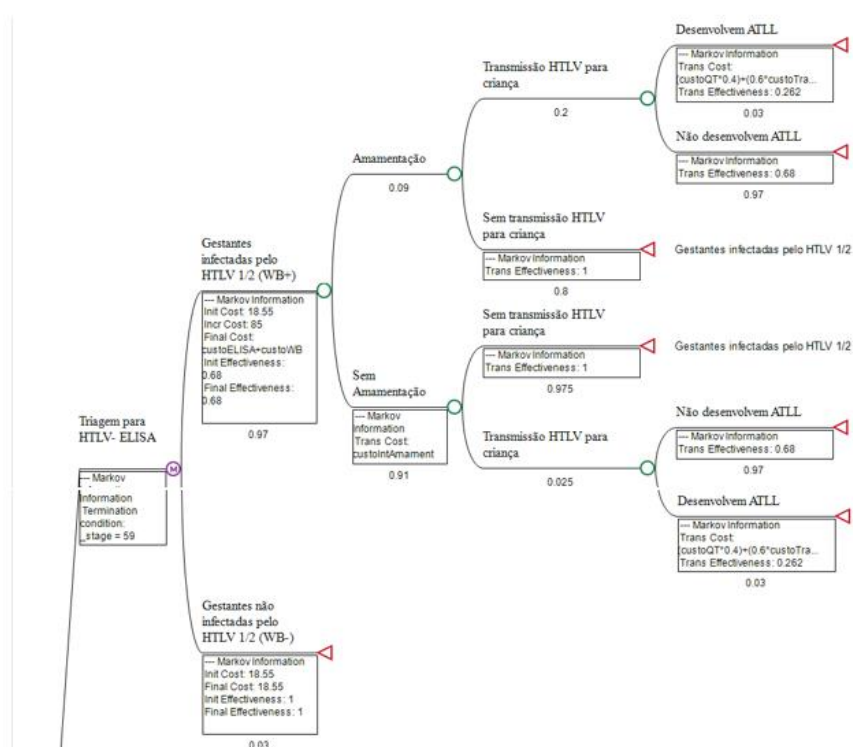 Desenvolvem ATLL
--- Markov Information
Trans Cost:
(custoQT*0.4)+(0.6*custoTra...
Trans Effectiveness: 0.262
0.03
Transmissão HTLV para
criança
0.2
Não desenvolvem ATLL
--- Markov Information
Trans Effectiveness: 0.68
0.97
Amamentação
0.09
Sem transmissão HTLV
para criança
--- Markov Information
Trans Effectiveness: 1
0.8
Gestantes infectadas pelo HTLV 1/2
Gestantes
infectadas pelo
HTLV 1/2 (WB+)
--- Markov Information
Init Cost: 18.55
Incr Cost: 85
Final Cost:
custoELISA+custoWB
Init Effectiveness:
0.68
Final Effectiveness:
0.68
0.97
Sem transmissão HTLV
para criança
--- Markov Information
Trans Effectiveness: 1
0.975
Gestantes infectadas pelo HTLV 1/2
Sem
Amamentação
--- Markov
Information
Trans Cost:
custoIntAmament
0.91
Transmissão HTLV para
criança
0.025
Não desenvolvem ATLL
--- Markov Information
Trans Effectiveness: 0.68
0.97
Desenvolvem ATLL
--- Markov Information
Trans Cost:
(custoQT*0.4)+(0.6*custoTra...
Trans Effectiveness: 0.262
0.03
Triagem para
HTLV- ELISA
M
--- Markov
Information
Termination
condition:
_stage = 59
Gestantes não
infectadas pelo
HTLV 1/2 (WB-)
--- Markov Information
Init Cost: 18.55
Final Cost: 18.55
Init Effectiveness: 1
Final Effectiveness: 1
0.03